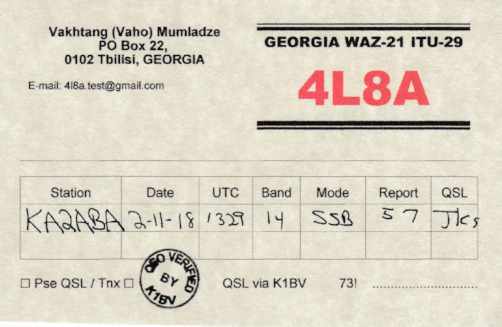 Vakhtang (Vaho) Mumladze
PO Box 22,
0102 Tbilisi, GEORGIA
E-mail: 4l8a.test@gmail.com
GEORGIA WAZ-21 ITU-29
4L8A
Station Date UTC Band Mode Report QSL
KA2ABA 2-11-18 1329 14 SSB 57 Tks
☐ Pse QSL / Tnx ☐
QSO VERIFIED BY K1BV
QSL via K1BV 73! ........................